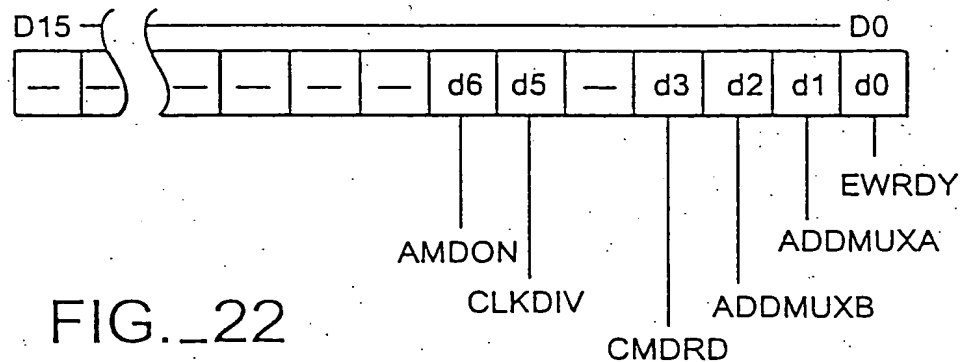 D15 D0
— — — — — — d6 d5 — d3 d2 d1 d0
EWRDY
ADDMUXA
AMDON
CLKDIV
ADDMUXB
CMDRD
FIG._22